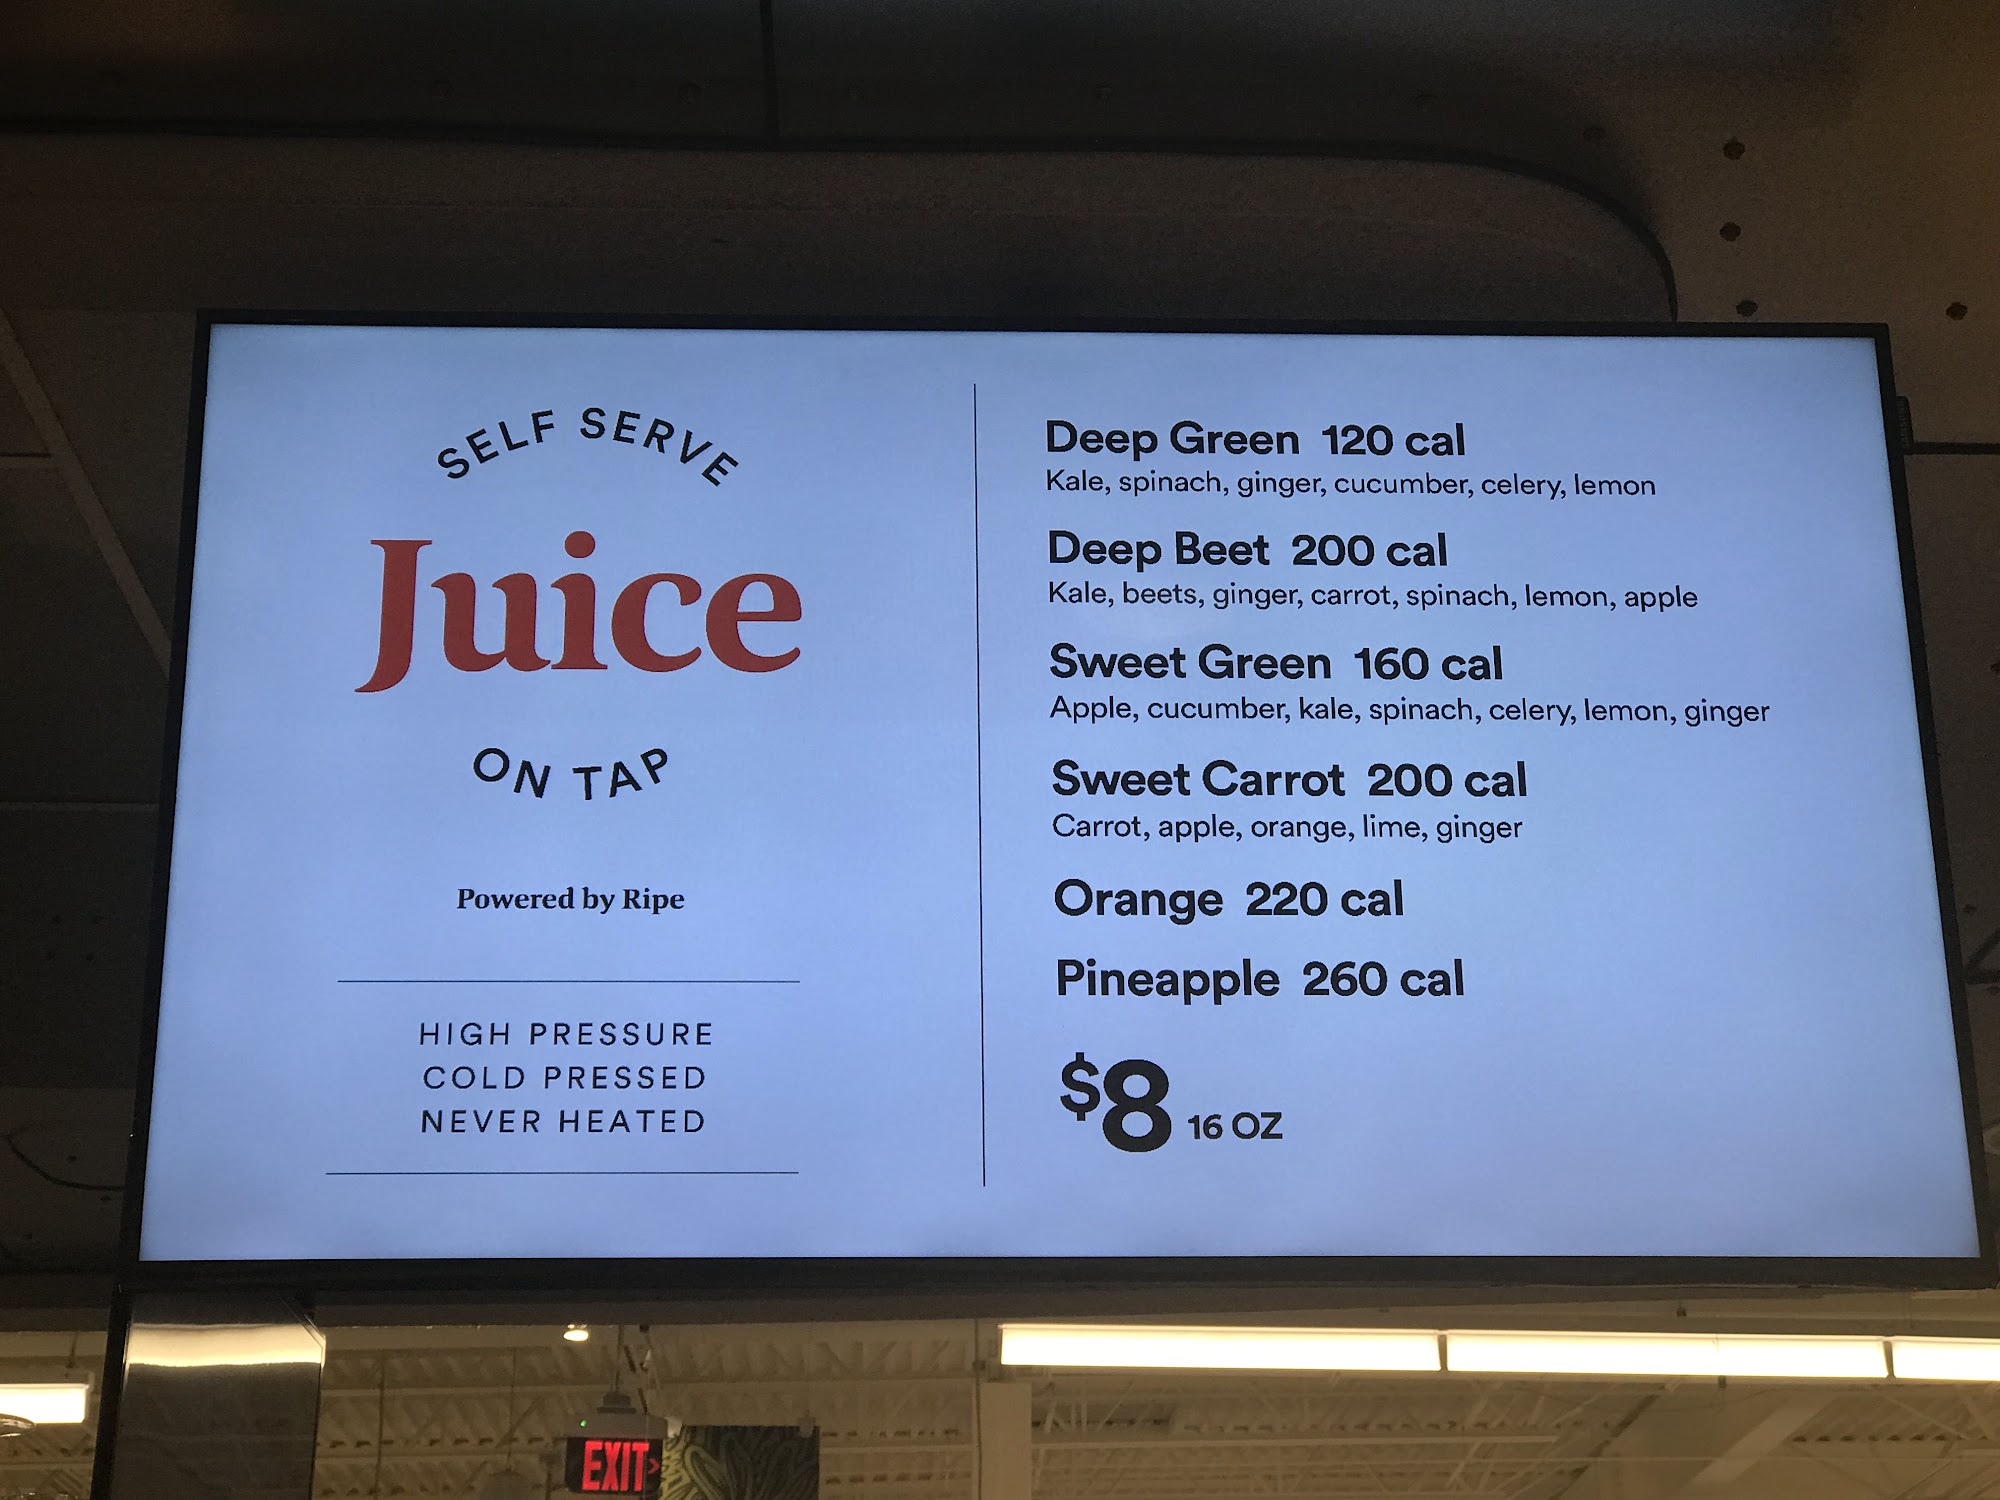 SELF SERVE
Juice
ON TAP
Powered by Ripe
HIGH PRESSURE
COLD PRESSED
NEVER HEATED
Deep Green 120 cal
Kale, spinach, ginger, cucumber, celery, lemon
Deep Beet 200 cal
Kale, beets, ginger, carrot, spinach, lemon, apple
Sweet Green 160 cal
Apple, cucumber, kale, spinach, celery, lemon, ginger
Sweet Carrot 200 cal
Carrot, apple, orange, lime, ginger
Orange 220 cal
Pineapple 260 cal
$8 16 OZ
EXIT